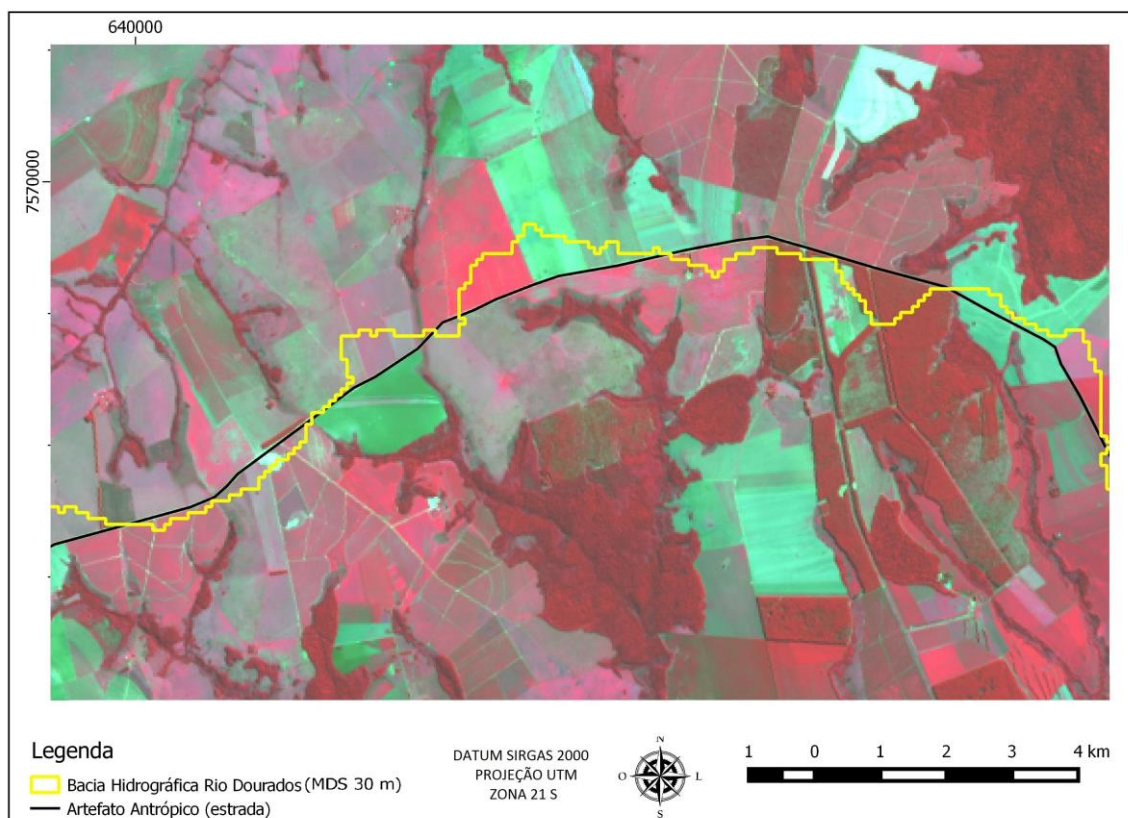 640000
7570000
Legenda
Bacia Hidrográfica Rio Dourados (MDS 30 m)
Artefato Antrópico (estrada)
DATUM SIRGAS 2000
PROJEÇÃO UTM
ZONA 21 S
N
O
L
S
1 0 1 2 3 4 km